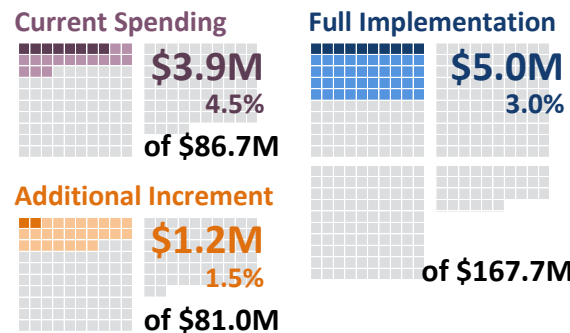 Current Spending
$3.9M
4.5%
of $86.7M
Additional Increment
$1.2M
1.5%
of $81.0M
Full Implementation
$5.0M
3.0%
of $167.7M